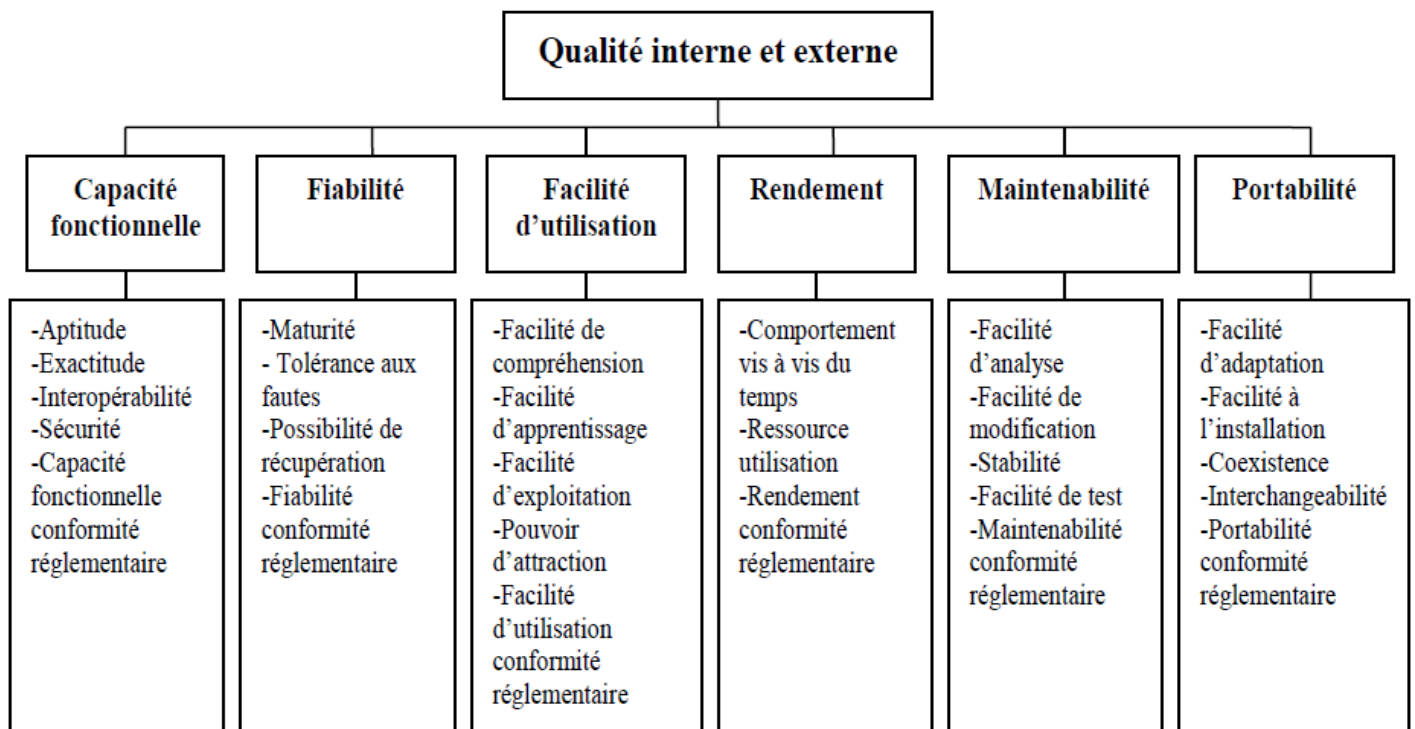 Qualité interne et externe
Capacité
fonctionnelle
Fiabilité
Facilité
d’utilisation
Rendement
Maintenabilité
Portabilité
-Aptitude
-Exactitude
-Interopérabilité
-Sécurité
-Capacité
fonctionnelle
conformité
réglementaire
-Maturité
- Tolérance aux
fautes
-Possibilité de
récupération
-Fiabilité
conformité
réglementaire
-Facilité de
compréhension
-Facilité
d’apprentissage
-Facilité
d’exploitation
-Pouvoir
d’attraction
-Facilité
d’utilisation
conformité
réglementaire
-Comportement
vis à vis du
temps
-Ressource
utilisation
-Rendement
conformité
réglementaire
-Facilité
d’analyse
-Facilité de
modification
-Stabilité
-Facilité de test
-Maintenabilité
conformité
réglementaire
-Facilité
d’adaptation
-Facilité à
l’installation
-Coexistence
-Interchangeabilité
-Portabilité
conformité
réglementaire